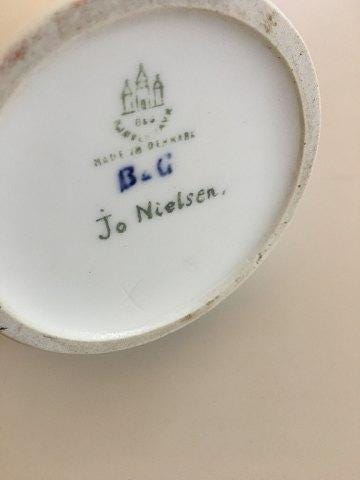 B&G
MADE IN DENMARK
B&G
Jo Nielsen.